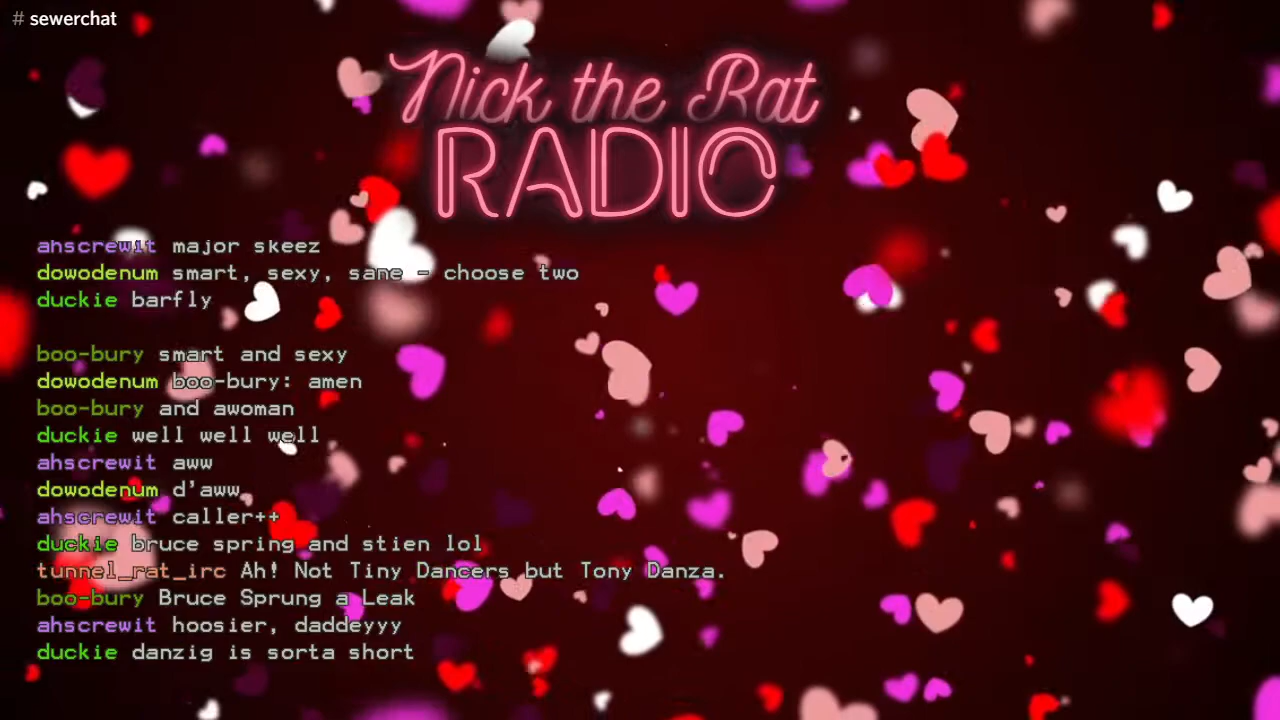 # sewerchat
Nick the Rat
RADIO
ahscrewit major skeez
dowodenum smart, sexy, sane - choose two
duckie barfly
boo-bury smart and sexy
dowodenum boo-bury: amen
boo-bury and awoman
duckie well well well
ahscrewit aww
dowodenum d'aww
ahscrewit caller++
duckie bruce spring and stien lol
tunnel_rat_irc Ah! Not Tiny Dancers but Tony Danza.
boo-bury Bruce Sprung a Leak
ahscrewit hoosier, daddeyyy
duckie danzig is sorta short